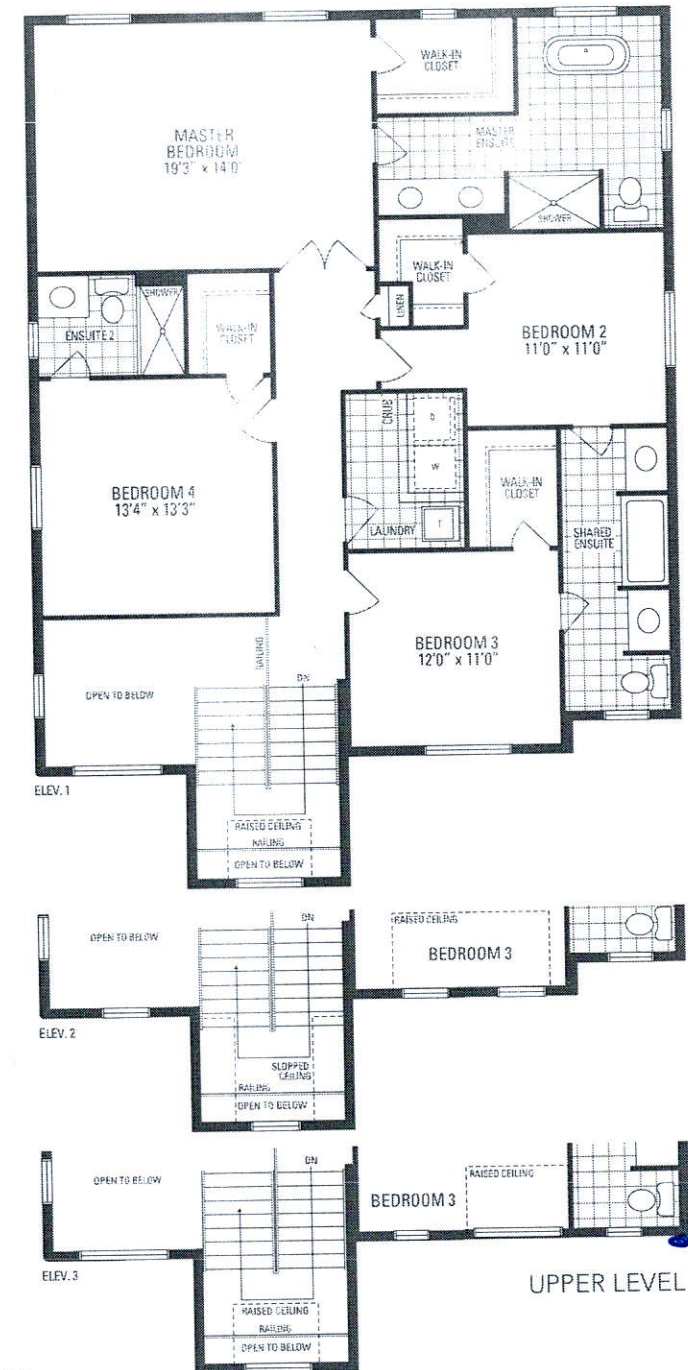 WALK-IN
CLOSET
MASTER
BEDROOM
19'3" x 14'0"
MASTER
ENSUITE
SHOWER
WALK-IN
CLOSET
LINEN
BEDROOM 2
11'0" x 11'0"
ENSUITE 2
SHOWER
WALK-IN
CLOSET
BEDROOM 4
13'4" x 13'3"
CRUB
D
W
LAUNDRY
T
WALK-IN
CLOSET
SHARED
ENSUITE
BEDROOM 3
12'0" x 11'0"
RAILING
DN
OPEN TO BELOW
ELEV. 1
RAISED CEILING
RAILING
OPEN TO BELOW
OPEN TO BELOW
DN
RAISED CEILING
BEDROOM 3
ELEV. 2
SLOPPED
CEILING
RAILING
OPEN TO BELOW
OPEN TO BELOW
DN
RAISED CEILING
BEDROOM 3
ELEV. 3
RAISED CEILING
RAILING
OPEN TO BELOW
UPPER LEVEL